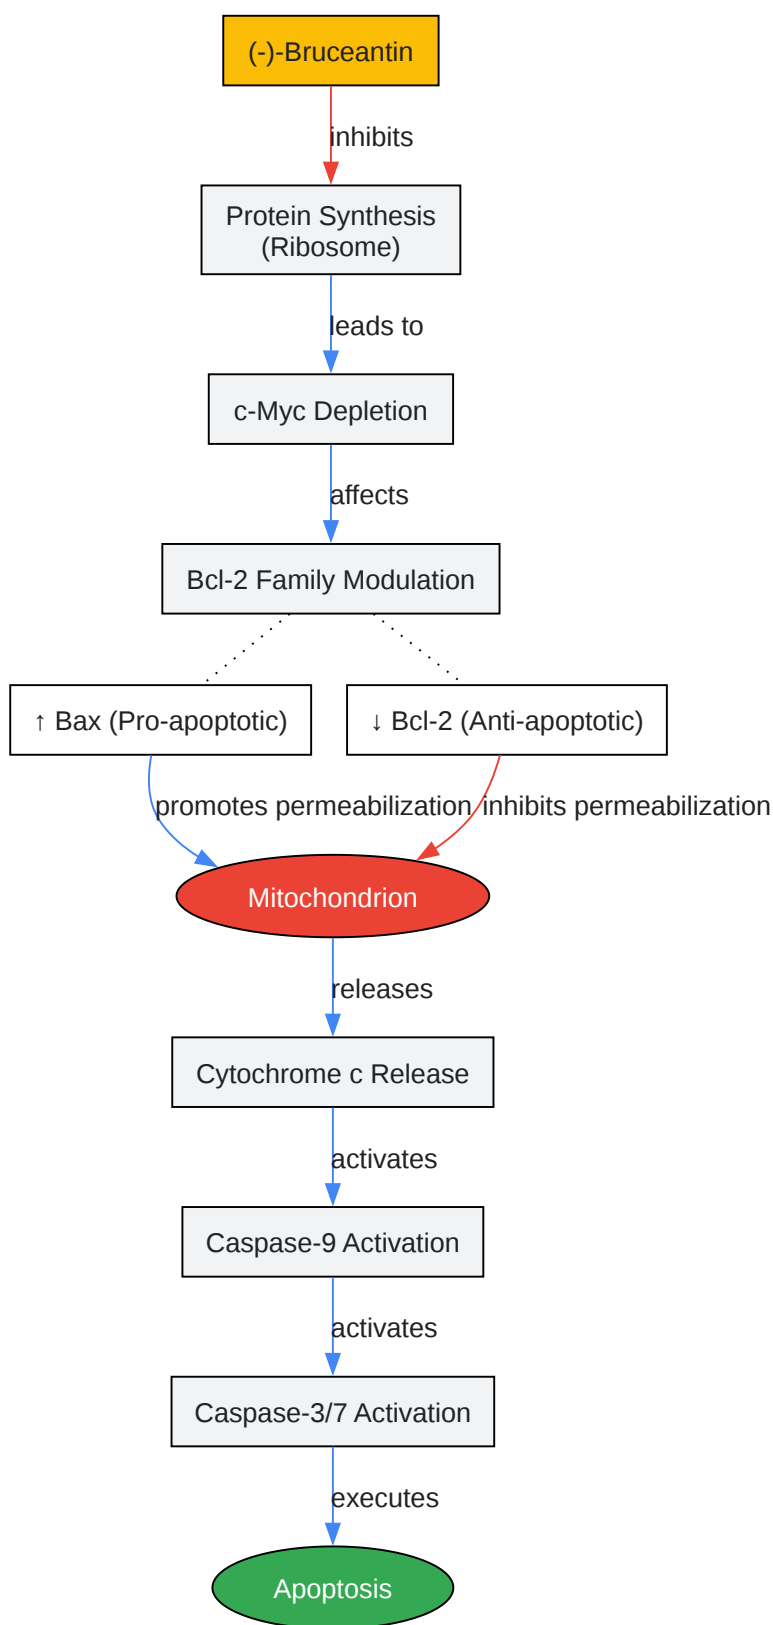 (-)-Bruceantin
inhibits
Protein Synthesis
(Ribosome)
leads to
c-Myc Depletion
affects
Bcl-2 Family Modulation
↑ Bax (Pro-apoptotic)
↓ Bcl-2 (Anti-apoptotic)
promotes permeabilization
inhibits permeabilization
Mitochondrion
releases
Cytochrome c Release
activates
Caspase-9 Activation
activates
Caspase-3/7 Activation
executes
Apoptosis